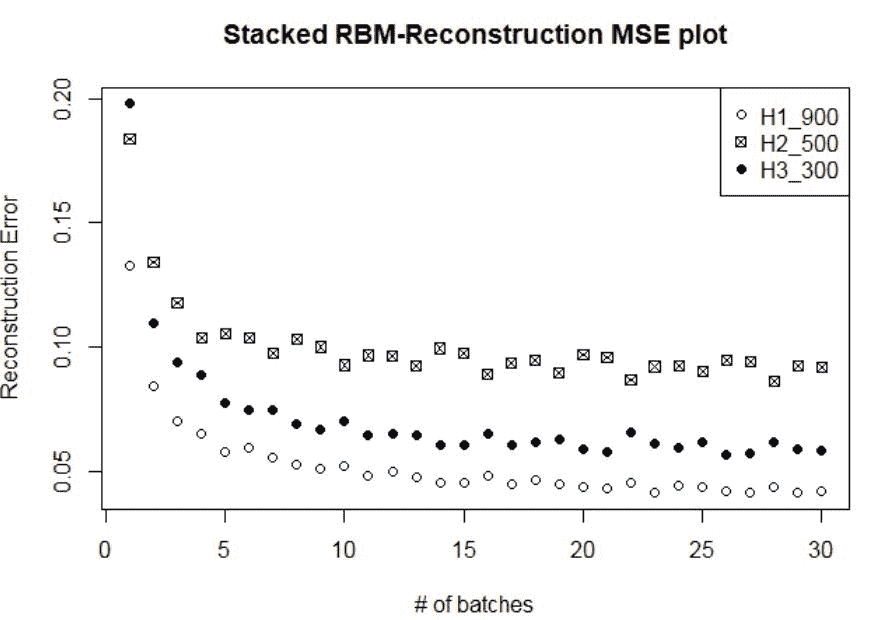 Stacked RBM-Reconstruction MSE plot
H1_900
H2_500
H3_300
Reconstruction Error
0.20
0.15
0.10
0.05
0 5 10 15 20 25 30
# of batches